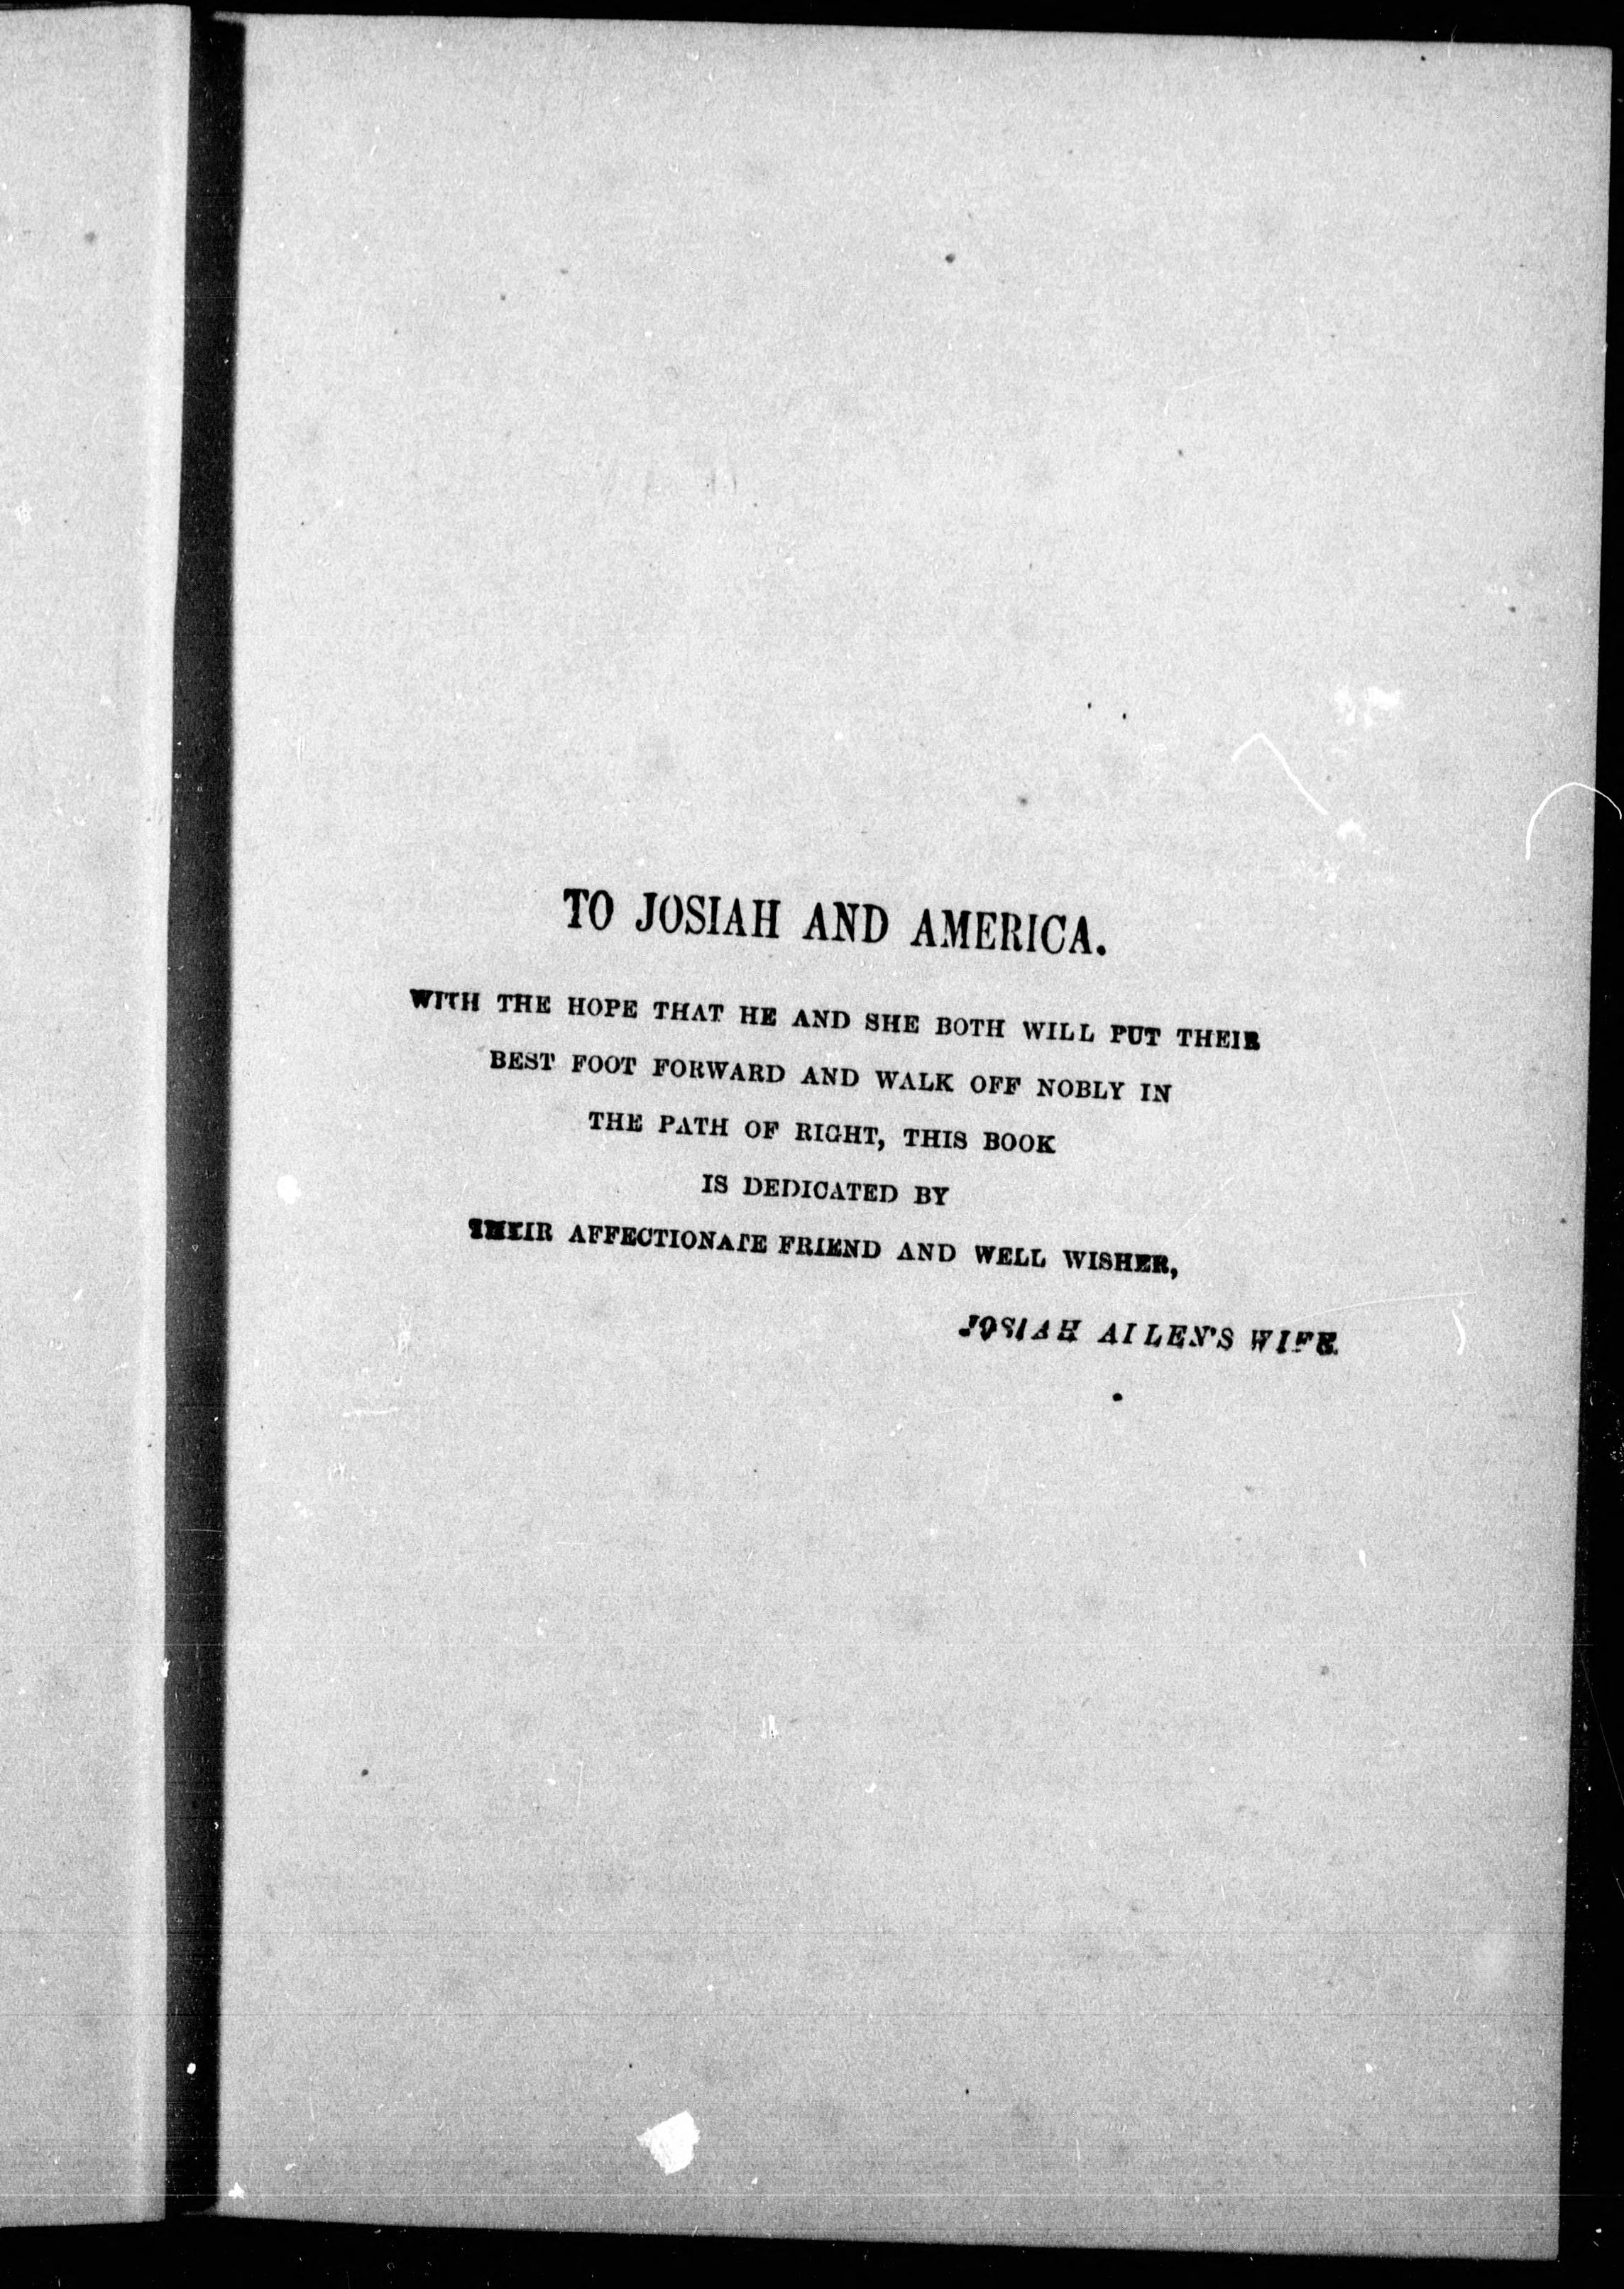 TO JOSIAH AND AMERICA.
WITH THE HOPE THAT HE AND SHE BOTH WILL PUT THEIR
BEST FOOT FORWARD AND WALK OFF NOBLY IN
THE PATH OF RIGHT, THIS BOOK
IS DEDICATED BY
THEIR AFFECTIONATE FRIEND AND WELL WISHER,
JOSIAH ALLEN'S WIFE.